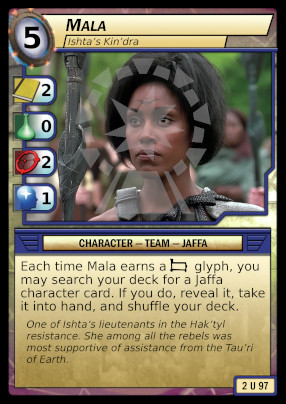 5
Mala
Ishta's Kin'dra
2
0
2
1
CHARACTER – TEAM – JAFFA
Each time Mala earns a glyph, you
may search your deck for a Jaffa
character card. If you do, reveal it, take
it into hand, and shuffle your deck.
One of Ishta's lieutenants in the Hak'tyl
resistance. She among all the rebels was
most supportive of assistance from the Tau'ri
of Earth.
2 U 97